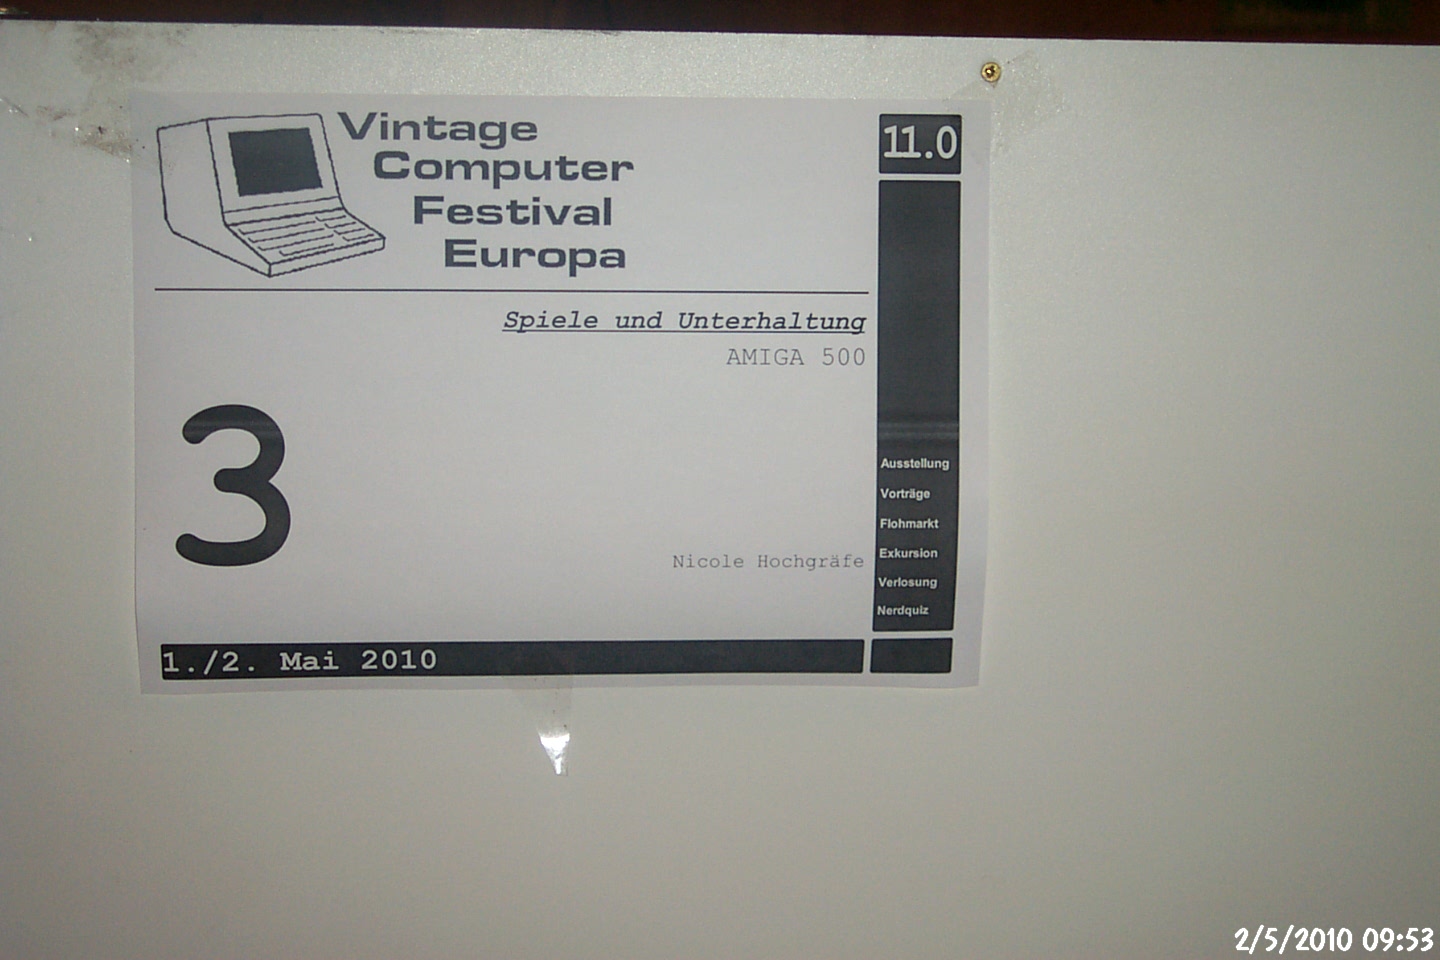 Vintage
Computer
Festival
Europa
11.0
Spiele und Unterhaltung
AMIGA 500
3
Nicole Hochgräfe
Ausstellung
Vorträge
Flohmarkt
Exkursion
Verlosung
Nerdquiz
1./2. Mai 2010
2/5/2010 09:53